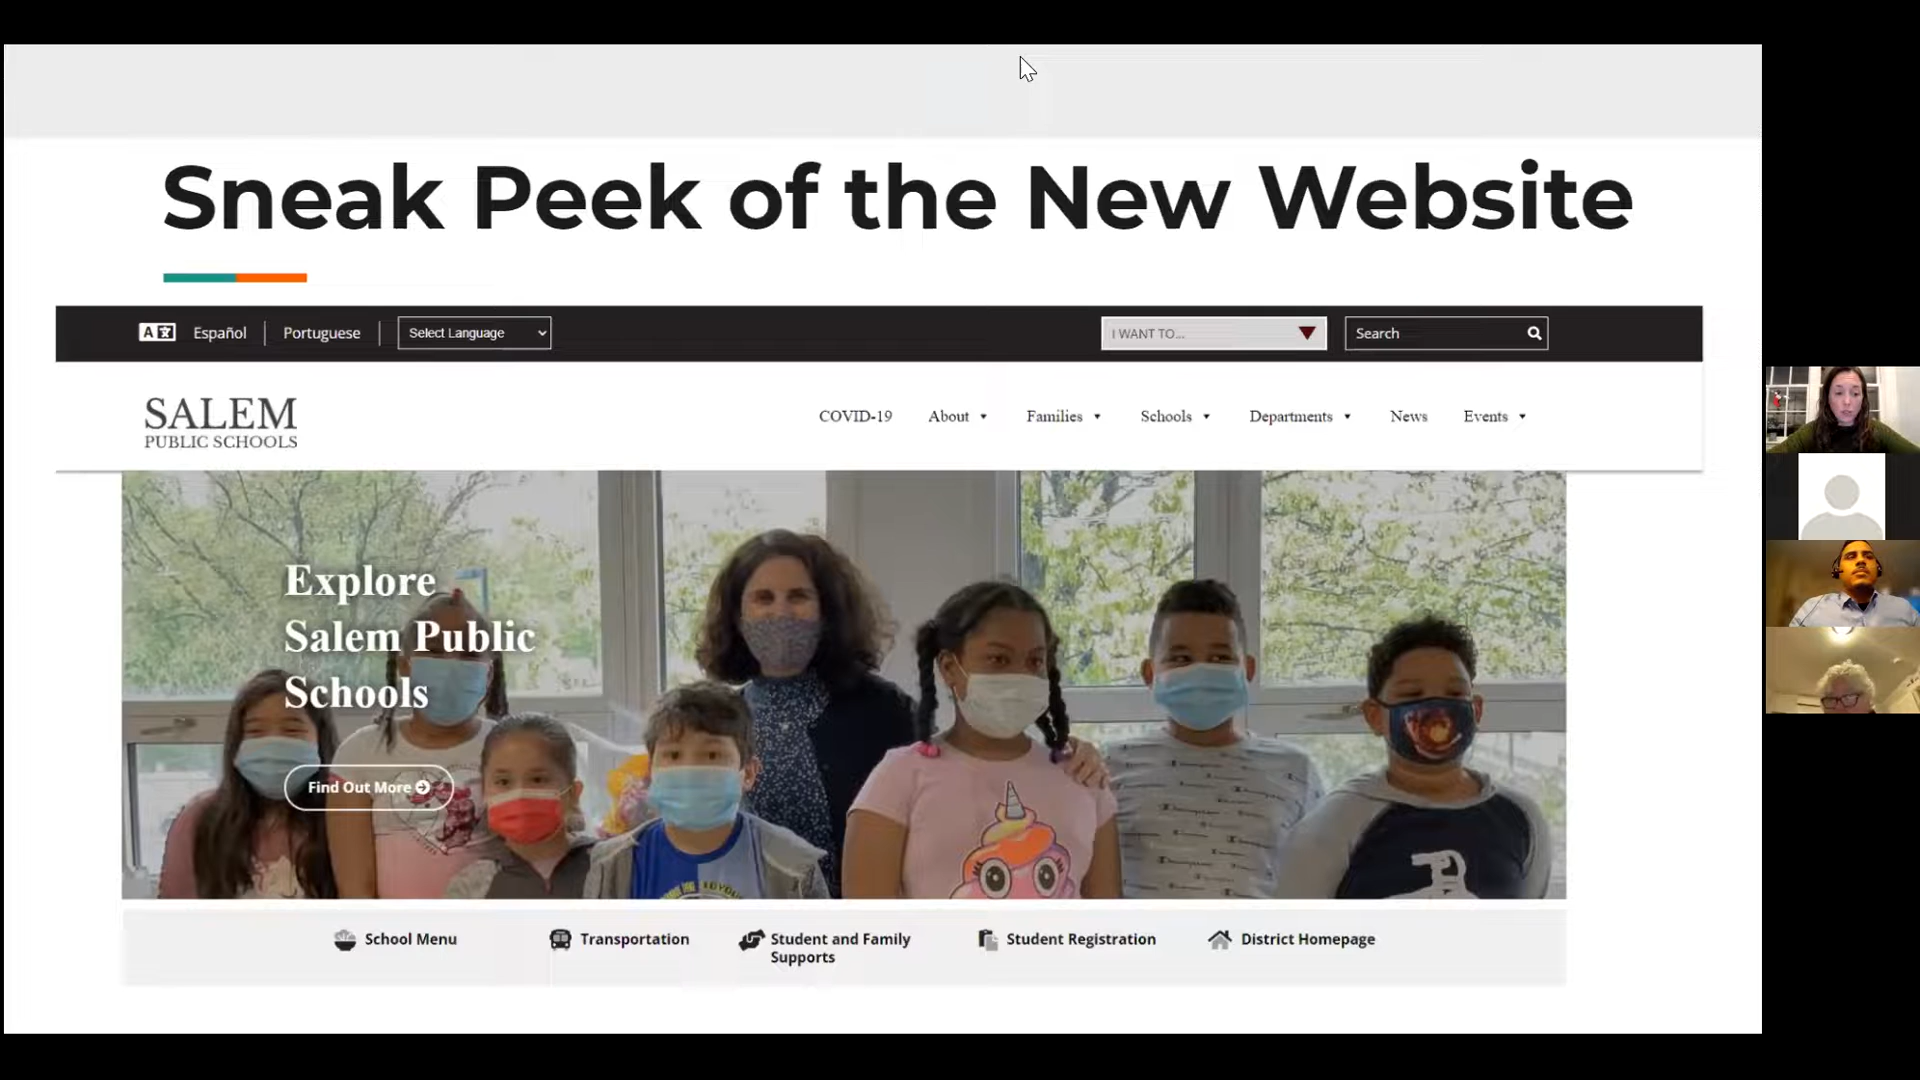 Sneak Peek of the New Website
Español
Portuguese
Select Language
I WANT TO...
Search
SALEM
PUBLIC SCHOOLS
COVID-19
About
Families
Schools
Departments
News
Events
Explore
Salem Public
Schools
Find Out More
School Menu
Transportation
Student and Family
Supports
Student Registration
District Homepage